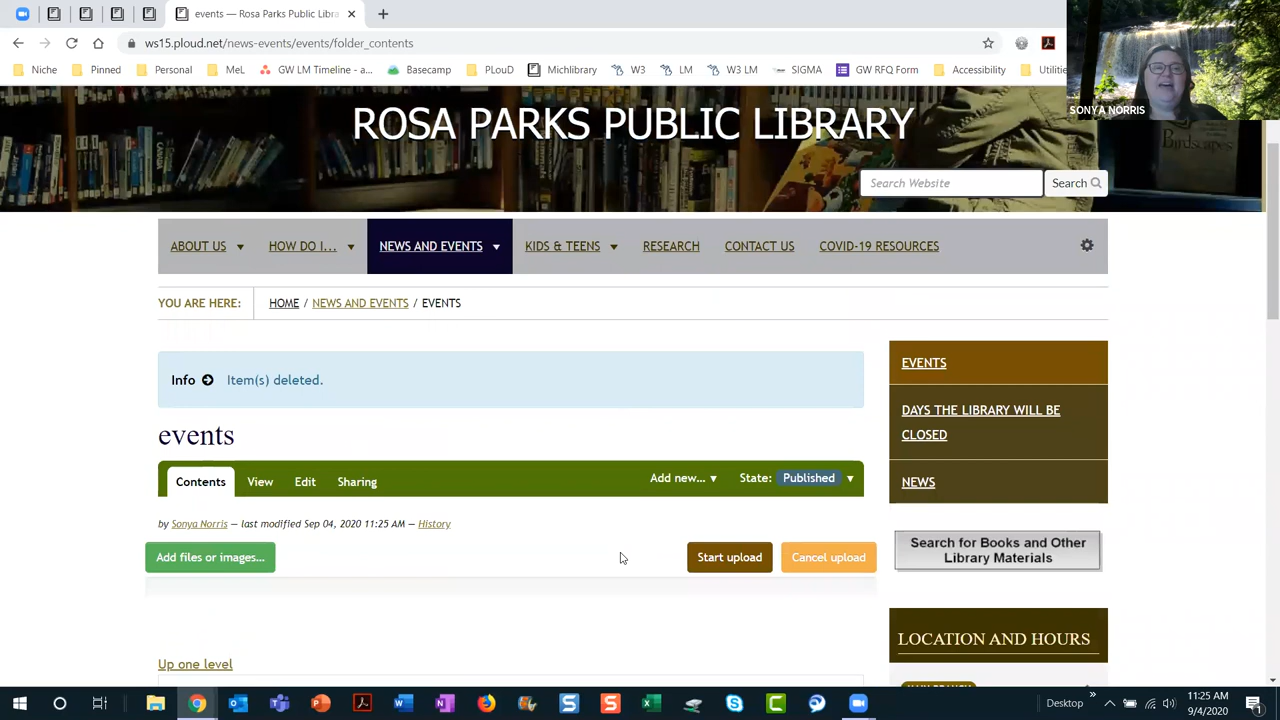 events — Rosa Parks Public Libra
ws15.ploud.net/news-events/events/folder_contents
Niche
Pinned
Personal
MeL
GW LM Timeline - a...
Basecamp
PLouD
Michlibrary
W3
LM
W3 LM
SIGMA
GW RFQ Form
Accessibility
Utilitie
SONYA NORRIS
ROSA PARKS PUBLIC LIBRARY
Birdscapes
Search Website
Search
ABOUT US
HOW DO I...
NEWS AND EVENTS
KIDS & TEENS
RESEARCH
CONTACT US
COVID-19 RESOURCES
YOU ARE HERE:
HOME / NEWS AND EVENTS / EVENTS
Info
Item(s) deleted.
events
Contents
View
Edit
Sharing
Add new...
State: Published
by Sonya Norris — last modified Sep 04, 2020 11:25 AM — History
Add files or images...
Start upload
Cancel upload
Up one level
EVENTS
DAYS THE LIBRARY WILL BE
CLOSED
NEWS
Search for Books and Other
Library Materials
LOCATION AND HOURS
Desktop
11:25 AM
9/4/2020
1